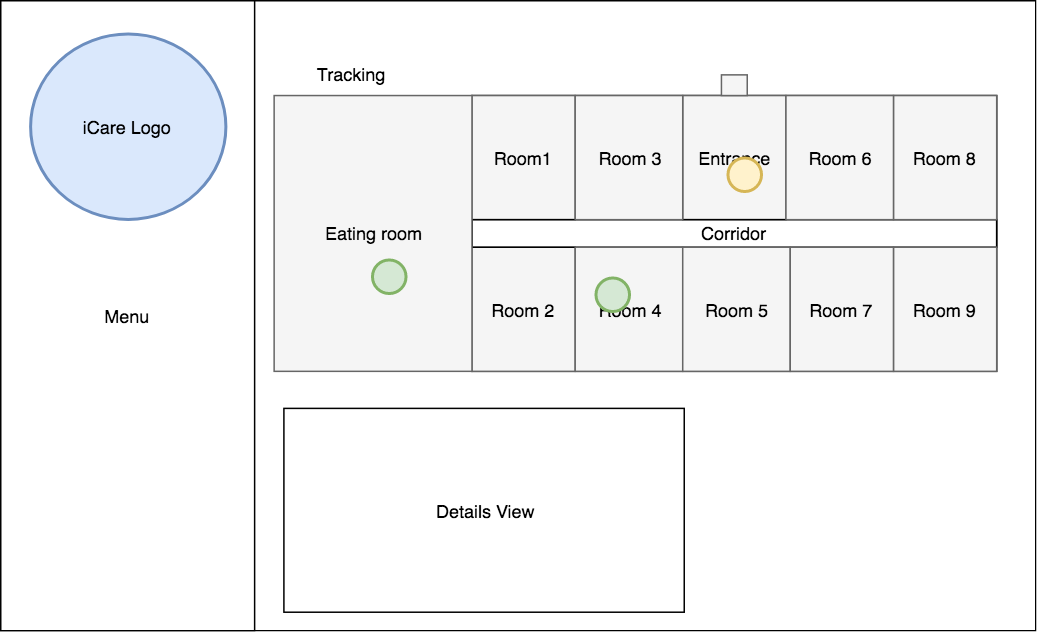 iCare Logo
Menu
Tracking
Eating room
Room1
Room 3
Entrance
Room 6
Room 8
Corridor
Room 2
Room 4
Room 5
Room 7
Room 9
Details View